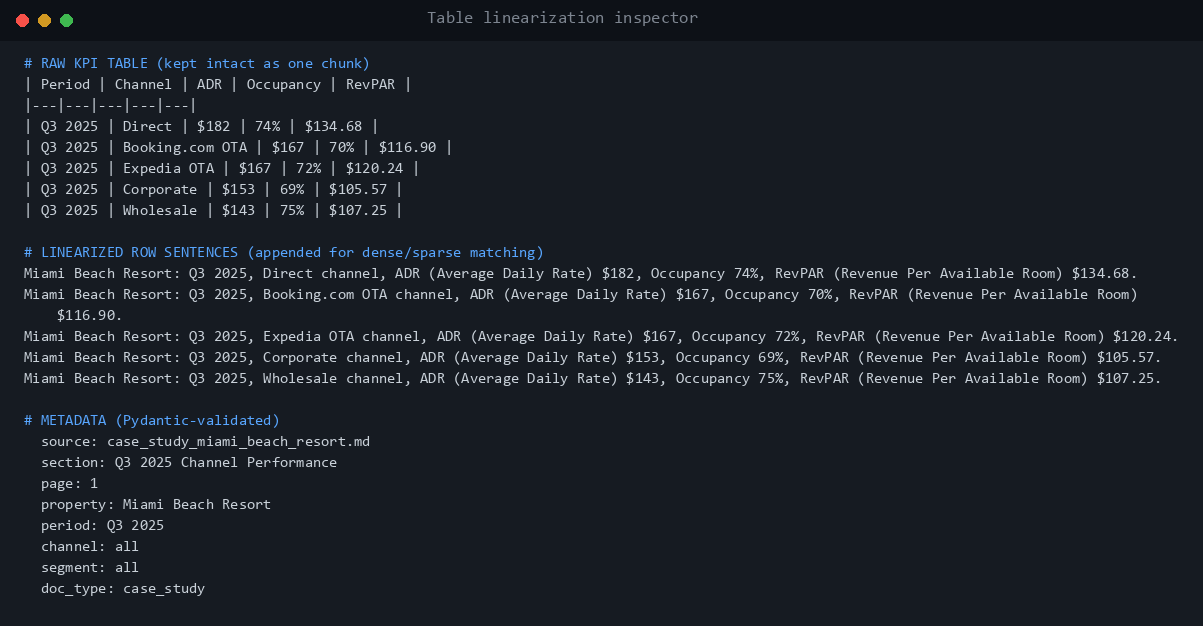 Table linearization inspector
# RAW KPI TABLE (kept intact as one chunk)
| Period | Channel | ADR | Occupancy | RevPAR |
|---|---|---|---|---|
| Q3 2025 | Direct | $182 | 74% | $134.68 |
| Q3 2025 | Booking.com OTA | $167 | 70% | $116.90 |
| Q3 2025 | Expedia OTA | $167 | 72% | $120.24 |
| Q3 2025 | Corporate | $153 | 69% | $105.57 |
| Q3 2025 | Wholesale | $143 | 75% | $107.25 |
# LINEARIZED ROW SENTENCES (appended for dense/sparse matching)
Miami Beach Resort: Q3 2025, Direct channel, ADR (Average Daily Rate) $182, Occupancy 74%, RevPAR (Revenue Per Available Room) $134.68.
Miami Beach Resort: Q3 2025, Booking.com OTA channel, ADR (Average Daily Rate) $167, Occupancy 70%, RevPAR (Revenue Per Available Room)
$116.90.
Miami Beach Resort: Q3 2025, Expedia OTA channel, ADR (Average Daily Rate) $167, Occupancy 72%, RevPAR (Revenue Per Available Room) $120.24.
Miami Beach Resort: Q3 2025, Corporate channel, ADR (Average Daily Rate) $153, Occupancy 69%, RevPAR (Revenue Per Available Room) $105.57.
Miami Beach Resort: Q3 2025, Wholesale channel, ADR (Average Daily Rate) $143, Occupancy 75%, RevPAR (Revenue Per Available Room) $107.25.
# METADATA (Pydantic-validated)
source: case_study_miami_beach_resort.md
section: Q3 2025 Channel Performance
page: 1
property: Miami Beach Resort
period: Q3 2025
channel: all
segment: all
doc_type: case_study